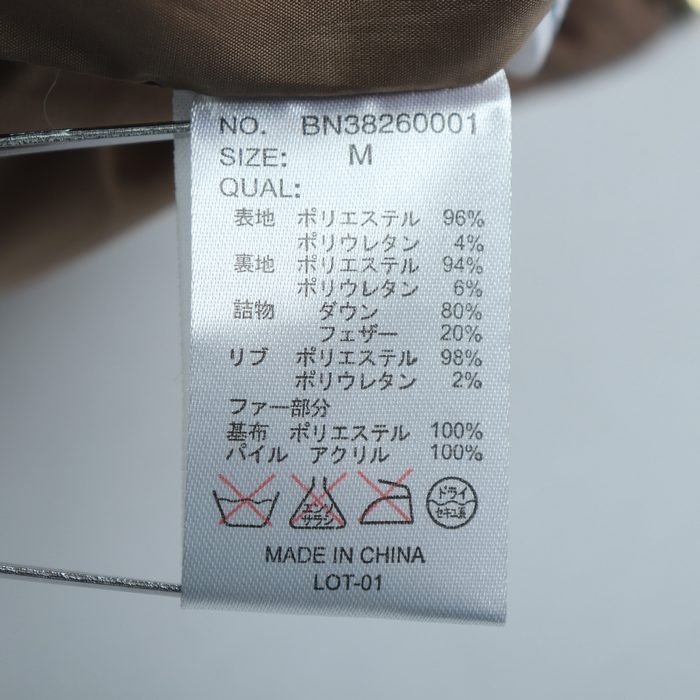 NO. BN38260001
SIZE: M
QUAL:
表地 ポリエステル 96%
ポリウレタン 4%
裏地 ポリエステル 94%
ポリウレタン 6%
詰物 ダウン 80%
フェザー 20%
リブ ポリエステル 98%
ポリウレタン 2%
ファー部分
基布 ポリエステル 100%
パイル アクリル 100%
エンソ
サラシ
ドライ
セキユ系
MADE IN CHINA
LOT-01